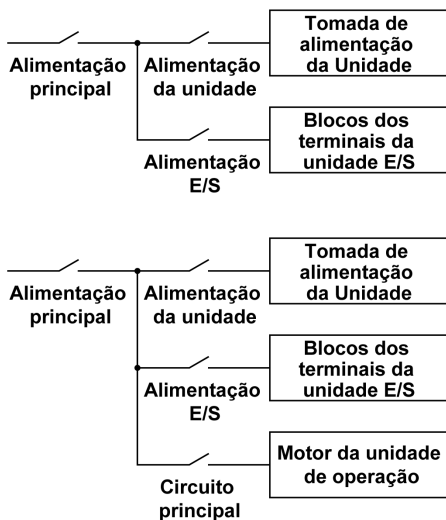 Tomada de
alimentação
da Unidade
Alimentação
principal
Alimentação
da unidade
Blocos dos
terminais da
unidade E/S
Alimentação
E/S
Tomada de
alimentação
da Unidade
Alimentação
principal
Alimentação
da unidade
Blocos dos
terminais da
unidade E/S
Alimentação
E/S
Motor da unidade
de operação
Circuito
principal